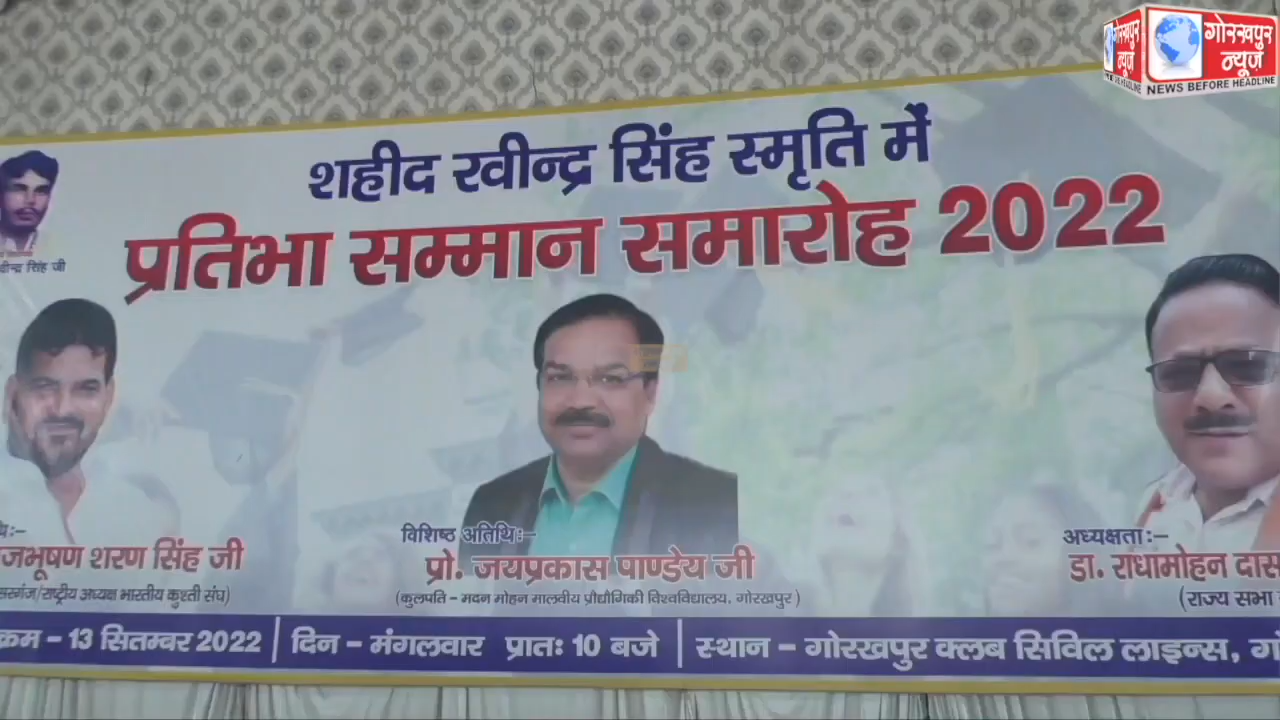 गोरखपुर
न्यूज
NEWS BEFORE HEADLINE
शहीद रवीन्द्र सिंह स्मृति में
प्रतिभा सम्मान समारोह 2022
सिंह जी
विशिष्ठ अतिथि:-
अध्यक्षता:-
जभूषण शरण सिंह जी
प्रो. जयप्रकास पाण्डेय जी
डा. राधामोहन दास
राष्ट्रीय अध्यक्ष भारतीय कुश्ती संघ)
(कुलपति - मदन मोहन मालवीय प्रौद्योगिकी विश्वविद्यालय, गोरखपुर)
(राज्य सभा
क्रम - 13 सितम्बर 2022 | दिन - मंगलवार प्रातः 10 बजे | स्थान - गोरखपुर क्लब सिविल लाइन्स,